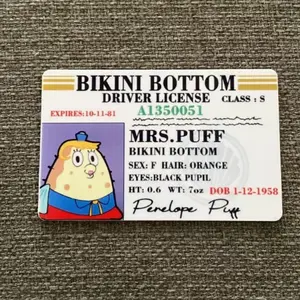 BIKINI BOTTOM
DRIVER LICENSE CLASS : S
EXPIRES:10-11-81 A1350051
MRS.PUFF
BIKINI BOTTOM
SEX: F HAIR: ORANGE
EYES:BLACK PUPIL
HT: 0.6 WT: 7oz DOB 1-12-1958
Penelope Puff